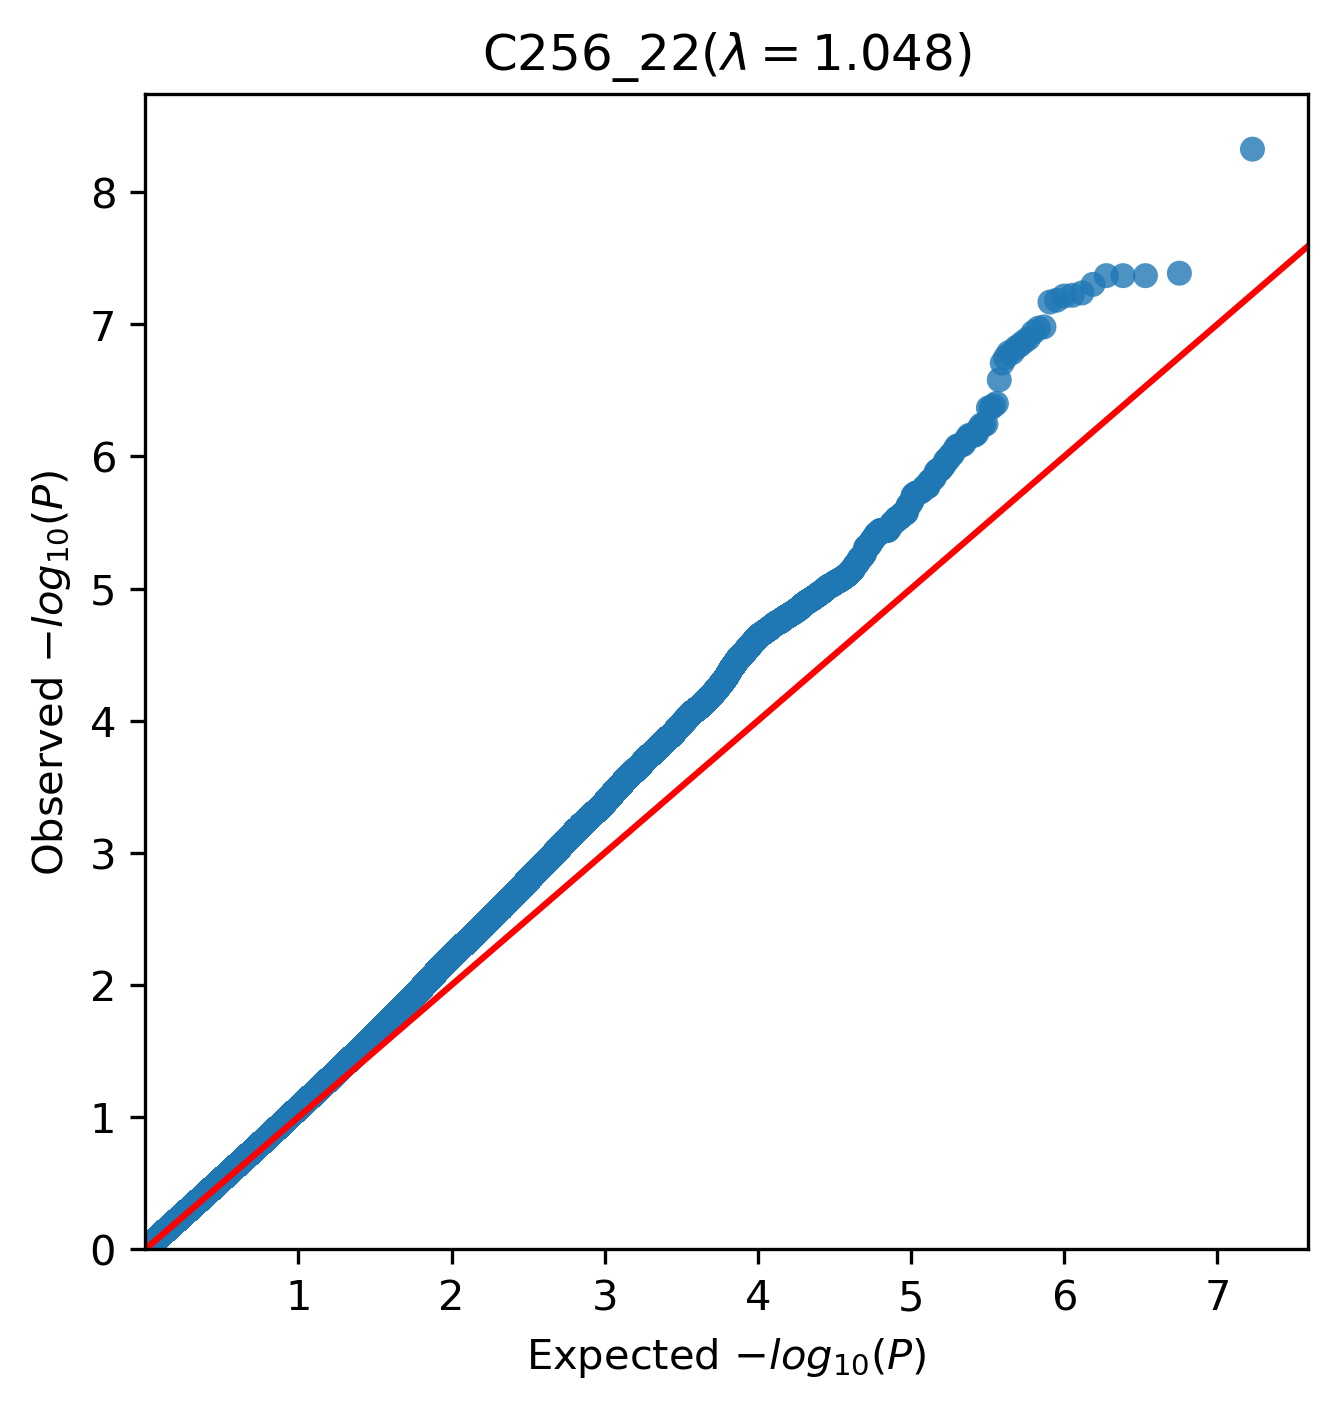 C256_22(λ = 1.048)
Observed −log10(P)
8
7
6
5
4
3
2
1
0
1 2 3 4 5 6 7
Expected −log10(P)